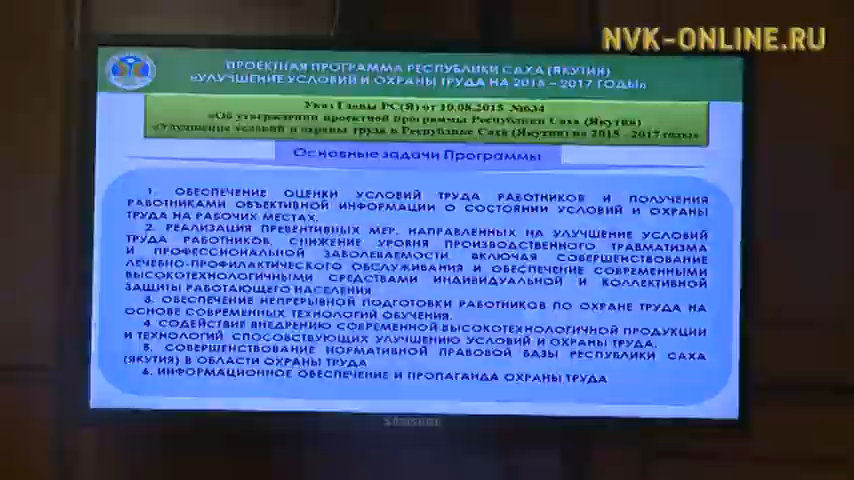 NVK-ONLINE.RU
ПРОЕКТНАЯ ПРОГРАММА РЕСПУБЛИКИ САХА (ЯКУТИЯ)
«УЛУЧШЕНИЕ УСЛОВИЙ И ОХРАНЫ ТРУДА НА 2015 – 2017 ГОДЫ»
Указ Главы РС(Я) от 10.08.2015 №634
«Об утверждении проектной программы Республики Саха (Якутия)
«Улучшение условий и охраны труда в Республике Саха (Якутия) на 2015 - 2017 годы»
Основные задачи Программы
1. ОБЕСПЕЧЕНИЕ ОЦЕНКИ УСЛОВИЙ ТРУДА РАБОТНИКОВ И ПОЛУЧЕНИЯ
РАБОТНИКАМИ ОБЪЕКТИВНОЙ ИНФОРМАЦИИ О СОСТОЯНИИ УСЛОВИЙ И ОХРАНЫ
ТРУДА НА РАБОЧИХ МЕСТАХ.
2. РЕАЛИЗАЦИЯ ПРЕВЕНТИВНЫХ МЕР, НАПРАВЛЕННЫХ НА УЛУЧШЕНИЕ УСЛОВИЙ
ТРУДА РАБОТНИКОВ, СНИЖЕНИЕ УРОВНЯ ПРОИЗВОДСТВЕННОГО ТРАВМАТИЗМА
И ПРОФЕССИОНАЛЬНОЙ ЗАБОЛЕВАЕМОСТИ, ВКЛЮЧАЯ СОВЕРШЕНСТВОВАНИЕ
ЛЕЧЕБНО-ПРОФИЛАКТИЧЕСКОГО ОБСЛУЖИВАНИЯ И ОБЕСПЕЧЕНИЕ СОВРЕМЕННЫМИ
ВЫСОКОТЕХНОЛОГИЧНЫМИ СРЕДСТВАМИ ИНДИВИДУАЛЬНОЙ И КОЛЛЕКТИВНОЙ
ЗАЩИТЫ РАБОТАЮЩЕГО НАСЕЛЕНИЯ
3. ОБЕСПЕЧЕНИЕ НЕПРЕРЫВНОЙ ПОДГОТОВКИ РАБОТНИКОВ ПО ОХРАНЕ ТРУДА НА
ОСНОВЕ СОВРЕМЕННЫХ ТЕХНОЛОГИЙ ОБУЧЕНИЯ.
4. СОДЕЙСТВИЕ ВНЕДРЕНИЮ СОВРЕМЕННОЙ ВЫСОКОТЕХНОЛОГИЧНОЙ ПРОДУКЦИИ
И ТЕХНОЛОГИЙ СПОСОБСТВУЮЩИХ УЛУЧШЕНИЮ УСЛОВИЙ И ОХРАНЫ ТРУДА.
5. СОВЕРШЕНСТВОВАНИЕ НОРМАТИВНОЙ ПРАВОВОЙ БАЗЫ РЕСПУБЛИКИ САХА
(ЯКУТИЯ) В ОБЛАСТИ ОХРАНЫ ТРУДА
6. ИНФОРМАЦИОННОЕ ОБЕСПЕЧЕНИЕ И ПРОПАГАНДА ОХРАНЫ ТРУДА
SAMSUNG